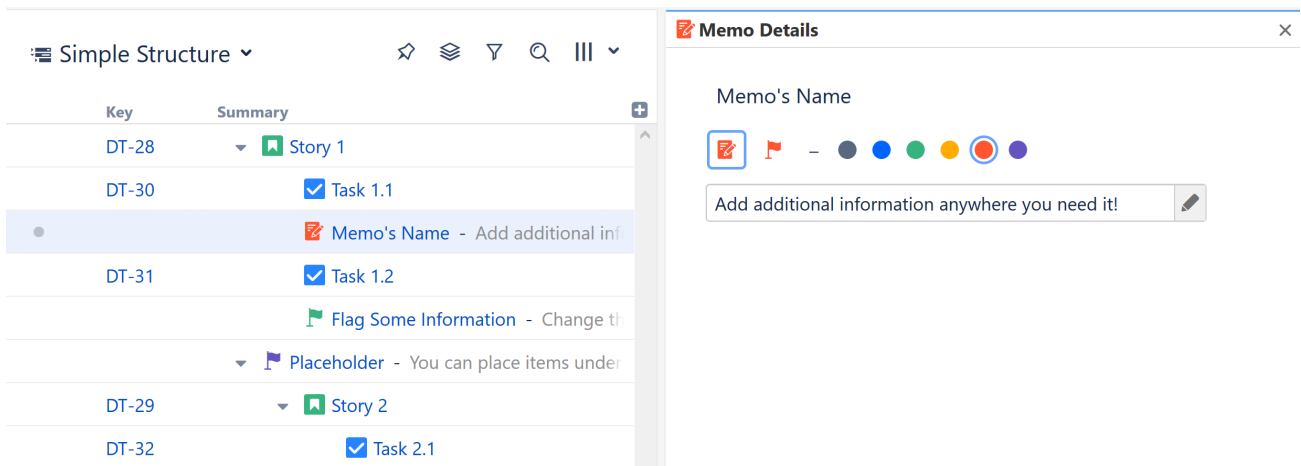 Simple Structure
Key Summary
DT-28 Story 1
DT-30 Task 1.1
Memo's Name - Add additional inf
DT-31 Task 1.2
Flag Some Information - Change th
Placeholder - You can place items under
DT-29 Story 2
DT-32 Task 2.1
Memo Details
Memo's Name
Add additional information anywhere you need it!